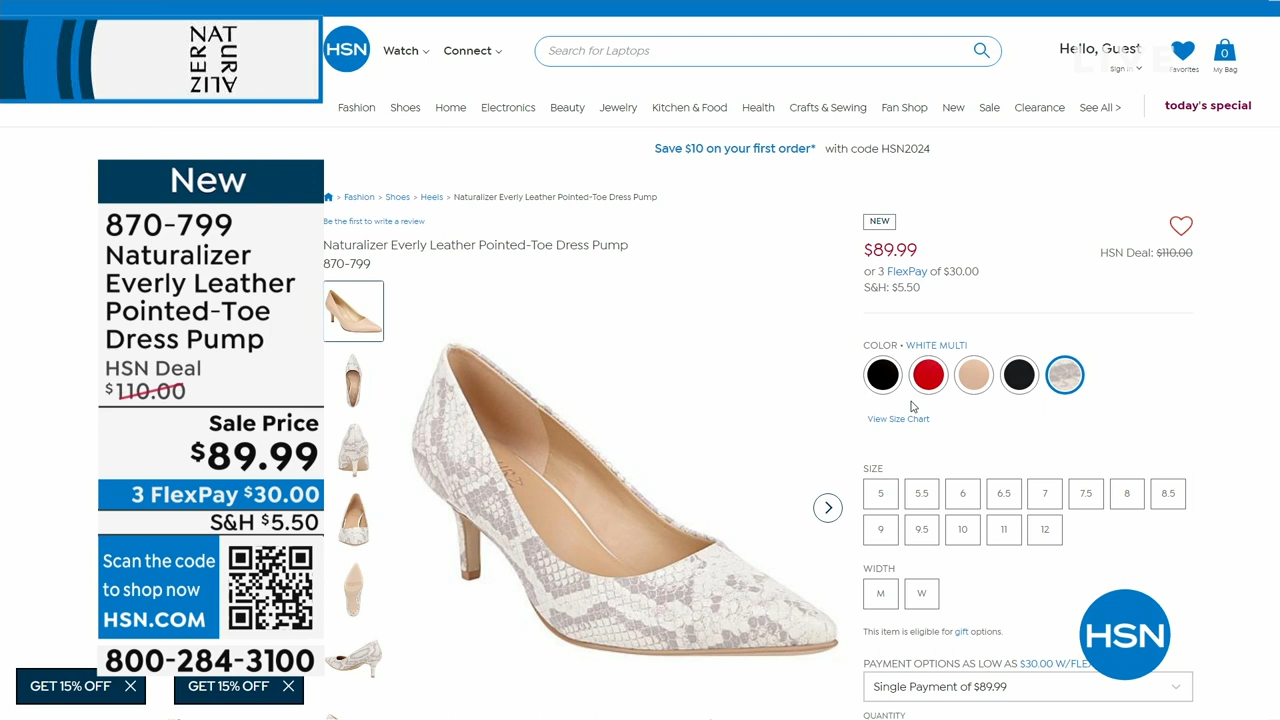 NAT
UR
ALIZ
ER
HSN
Watch
Connect
Search for Laptops
Hello, Guest
Sign in
LIVE
Favorites
0
My Bag
Fashion Shoes Home Electronics Beauty Jewelry Kitchen & Food Health Crafts & Sewing Fan Shop New Sale Clearance See All >
today's special
Save $10 on your first order* with code HSN2024
New
870-799
Naturalizer
Everly Leather
Pointed-Toe
Dress Pump
HSN Deal
$110.00
Sale Price
$89.99
3 FlexPay $30.00
S&H $5.50
Scan the code
to shop now
HSN.COM
800-284-3100
GET 15% OFF
GET 15% OFF
> Fashion > Shoes > Heels > Naturalizer Everly Leather Pointed-Toe Dress Pump
Be the first to write a review
Naturalizer Everly Leather Pointed-Toe Dress Pump
870-799
NEW
$89.99
HSN Deal: $110.00
or 3 FlexPay of $30.00
S&H: $5.50
COLOR • WHITE MULTI
View Size Chart
SIZE
5 5.5 6 6.5 7 7.5 8 8.5
9 9.5 10 11 12
WIDTH
M W
This item is eligible for gift options.
HSN
PAYMENT OPTIONS AS LOW AS $30.00 W/FLE
Single Payment of $89.99
QUANTITY